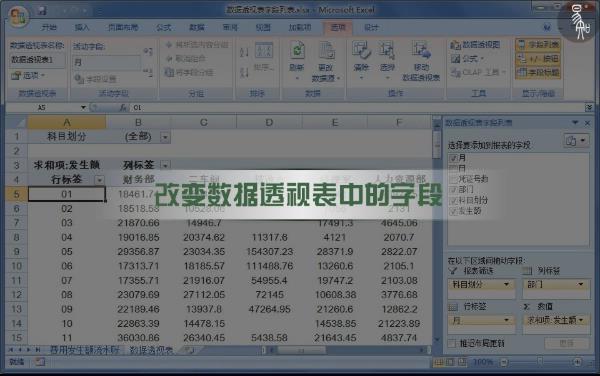 数据透视表字段列表.xlsx - Microsoft Excel
开始 插入 页面布局 公式 数据 审阅 视图 加载项 选项 设计
数据透视表名称: 活动字段: 将所选内容分组 数据透视图 字段列表
数据透视表1 月 取消组合 排序... 刷新 更改数据源 清除 选择 移动数据透视表 公式 +/- 按钮
选项 字段设置 将字段分组 OLAP 工具 字段标题
数据透视表 活动字段 分组 排序 数据 操作 工具 显示/隐藏
A5 01
数据透视表字段列表
A B C D E F
1 科目划分 (全部)
2
3 求和项:发生额 列标签
4 行标签 财务部 二车间 人力资源部
5 01 18461.7
6 02 18518.58 10528.06 2131
7 03 21870.66 14946.7 17491.3 4645.06
8 04 19016.85 20374.62 11317.6 4121 2070.7
9 05 29356.87 23034.35 154307.23 28371.9 2822.07
10 06 17313.71 18185.57 111488.76 13260.6 2105.1
11 07 17355.71 21916.07 54955.4 19747.2 2103.08
12 08 23079.69 27112.05 72145 10608.38 3776.68
13 09 22189.46 13937.8 47264.95 21260.6 12862.2
14 10 22863.39 14478.15 14538.85 21223.89
15 11 36030.86 26340.45 5438.58 21643.45 4837.74
改变数据透视表中的字段
选择要添加到报表的字段:
月
日
凭证号数
部门
科目划分
发生额
在以下区域间拖动字段:
报表筛选 列标签
科目划分 部门
行标签 Σ 数值
月 求和项:发生额
推迟布局更新 更新
费用发生额流水账 数据透视表
就绪 100%